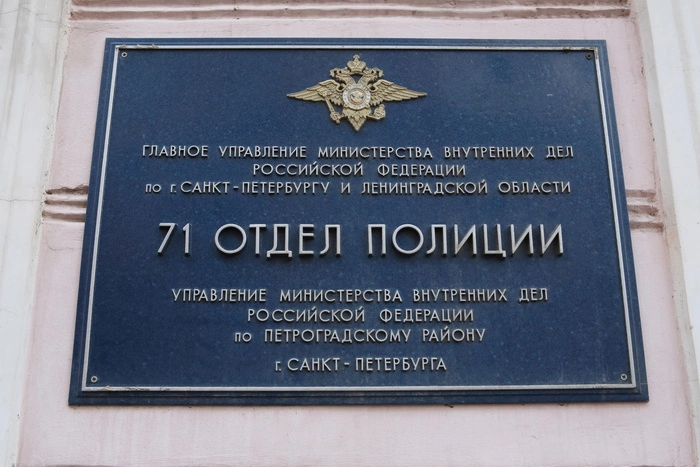 ГЛАВНОЕ УПРАВЛЕНИЕ МИНИСТЕРСТВА ВНУТРЕННИХ ДЕЛ
РОССИЙСКОЙ ФЕДЕРАЦИИ
по г. САНКТ-ПЕТЕРБУРГУ И ЛЕНИНГРАДСКОЙ ОБЛАСТИ
71 ОТДЕЛ ПОЛИЦИИ
УПРАВЛЕНИЕ МИНИСТЕРСТВА ВНУТРЕННИХ ДЕЛ
РОССИЙСКОЙ ФЕДЕРАЦИИ
по ПЕТРОГРАДСКОМУ РАЙОНУ
г. САНКТ-ПЕТЕРБУРГА